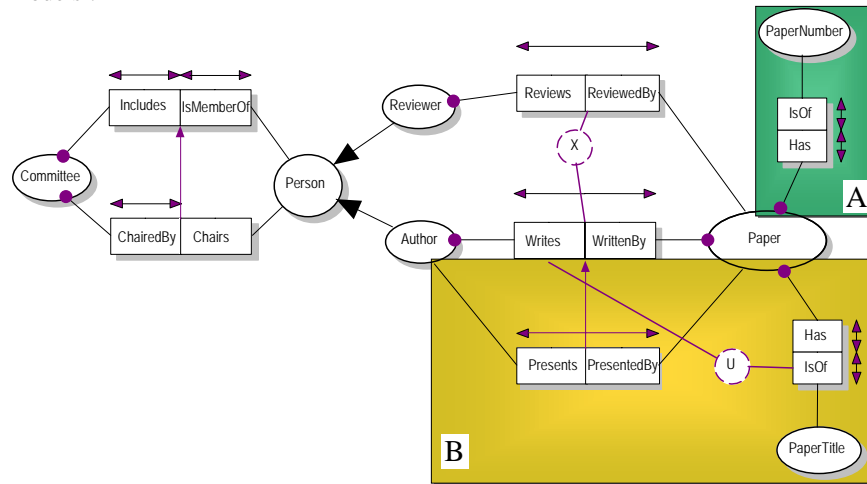 PaperNumber
Includes IsMemberOf
Reviewer
Reviews ReviewedBy
IsOf
Has
X
Committee
Person
A
ChairedBy Chairs
Author
Writes WrittenBy
Paper
Has
Presents PresentedBy
U
IsOf
B
PaperTitle